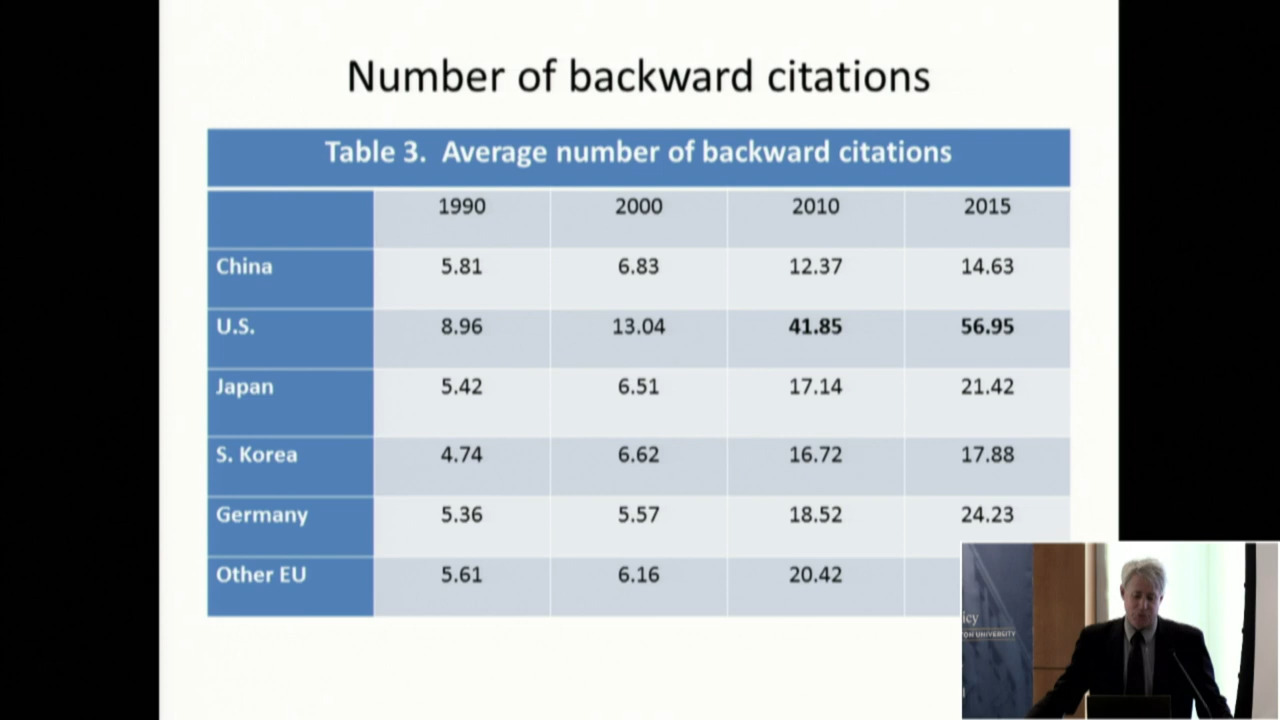 Number of backward citations
Table 3. Average number of backward citations
1990 2000 2010 2015
China 5.81 6.83 12.37 14.63
U.S. 8.96 13.04 41.85 56.95
Japan 5.42 6.51 17.14 21.42
S. Korea 4.74 6.62 16.72 17.88
Germany 5.36 5.57 18.52 24.23
Other EU 5.61 6.16 20.42
icy
TON UNIVERSITY